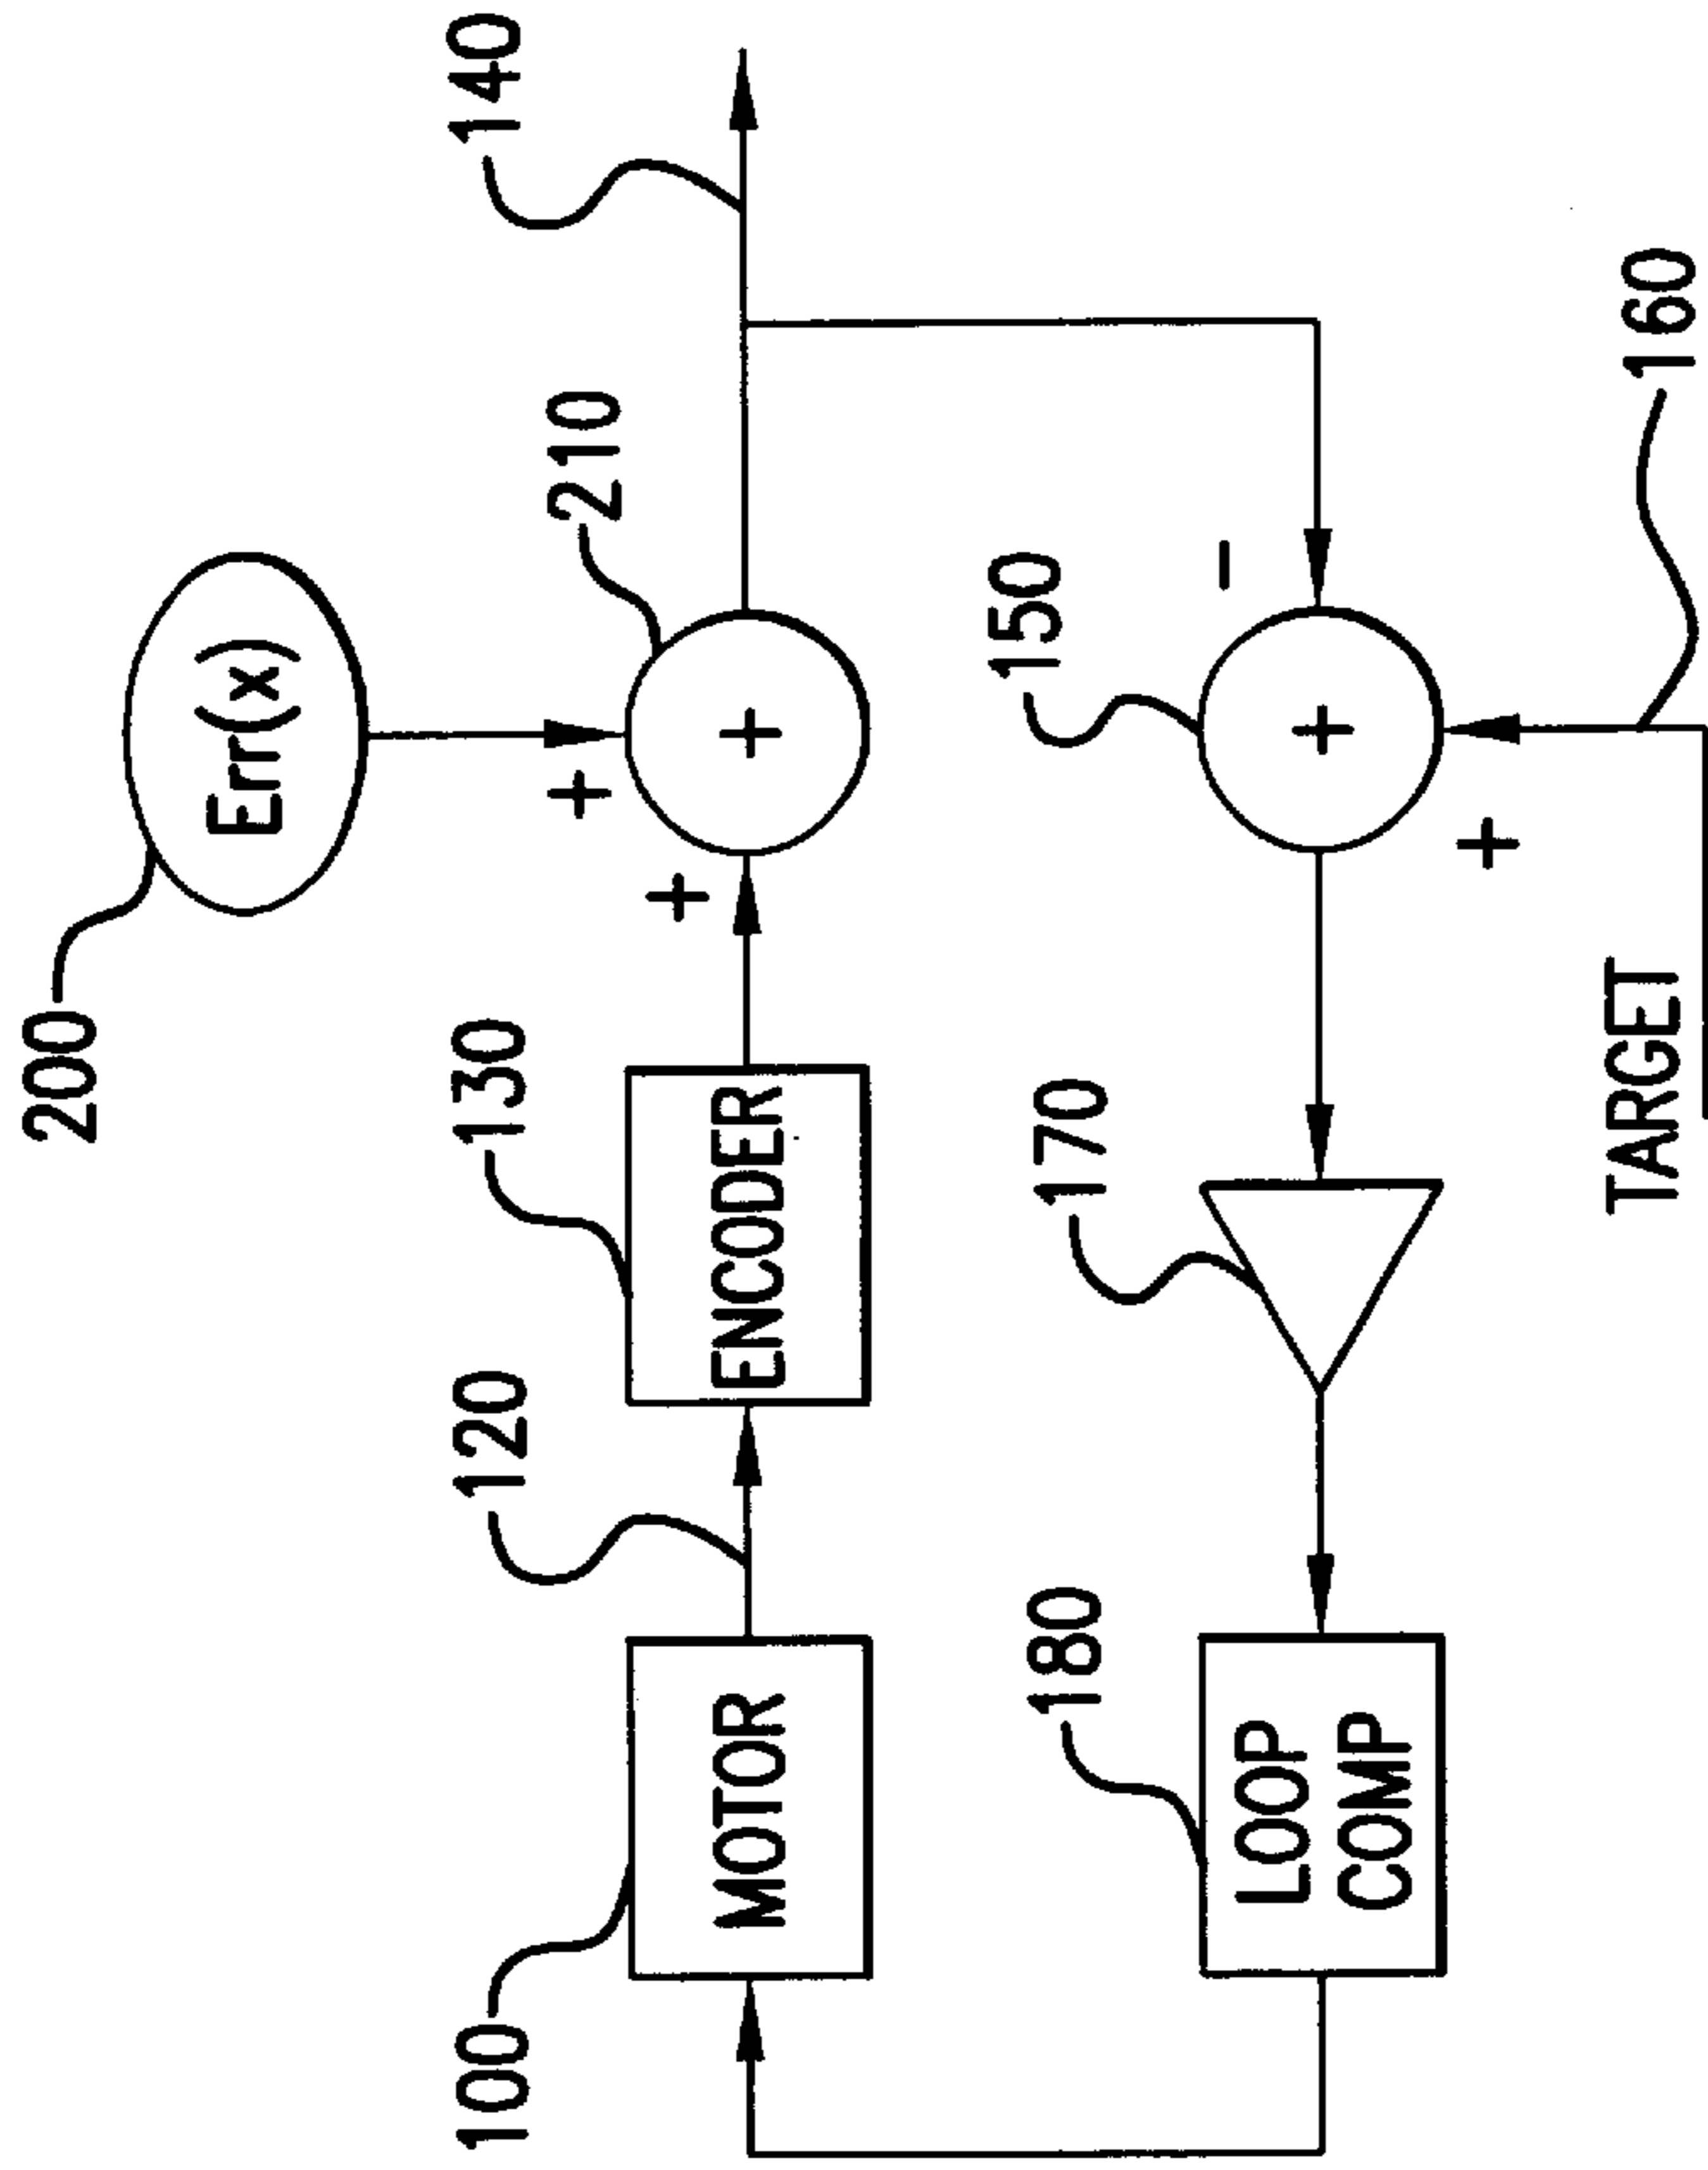 200
Err(x)
100
120
130
140
+
210
+
MOTOR
ENCODER
+
180
170
150
−
LOOP
COMP
+
+
TARGET
160